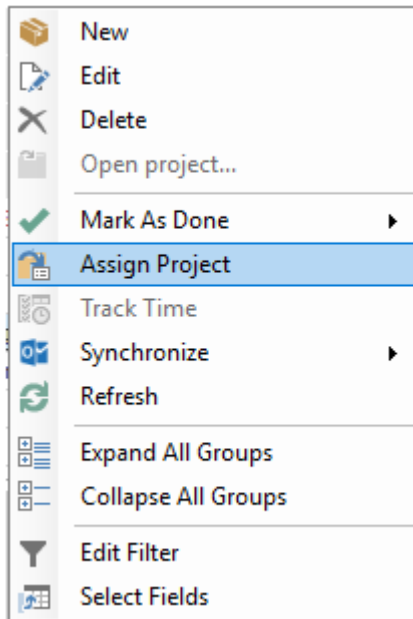 New
Edit
Delete
Open project...
Mark As Done
Assign Project
Track Time
Synchronize
Refresh
Expand All Groups
Collapse All Groups
Edit Filter
Select Fields